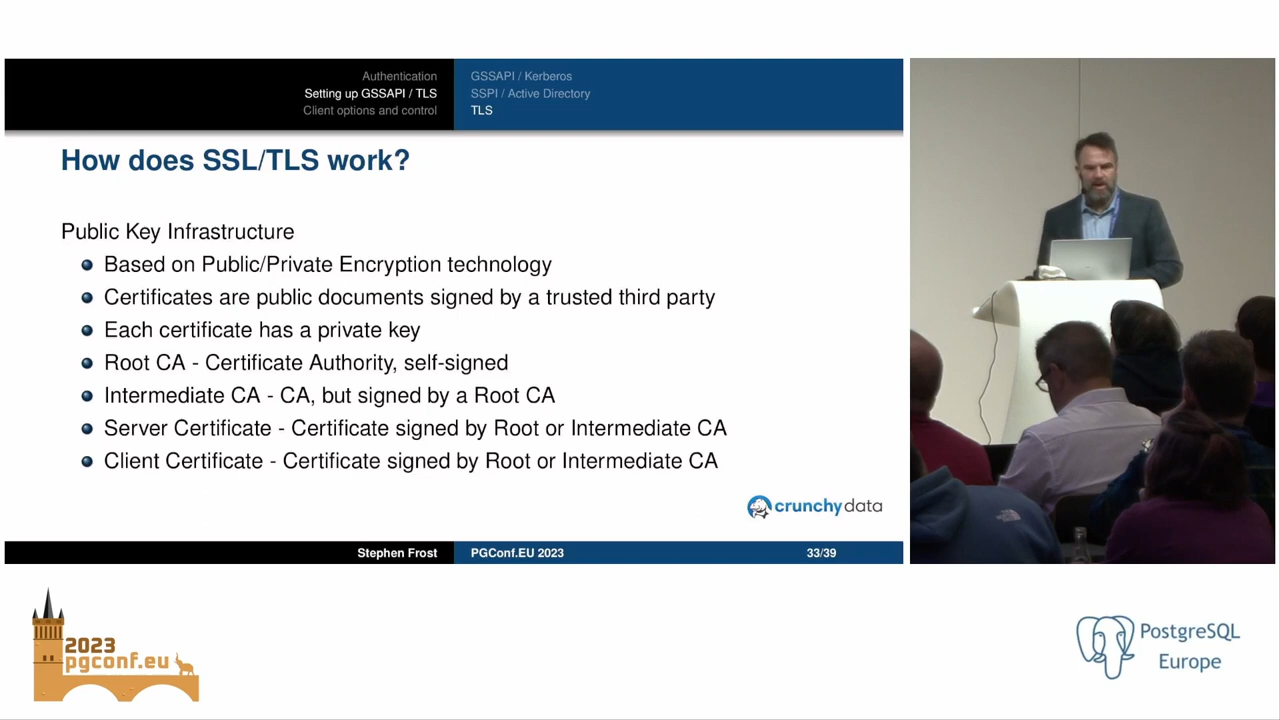 Authentication
Setting up GSSAPI / TLS
Client options and control
GSSAPI / Kerberos
SSPI / Active Directory
TLS
How does SSL/TLS work?
Public Key Infrastructure
Based on Public/Private Encryption technology
Certificates are public documents signed by a trusted third party
Each certificate has a private key
Root CA - Certificate Authority, self-signed
Intermediate CA - CA, but signed by a Root CA
Server Certificate - Certificate signed by Root or Intermediate CA
Client Certificate - Certificate signed by Root or Intermediate CA
crunchydata
Stephen Frost
PGConf.EU 2023
33/39
2023
pgconf.eu
PostgreSQL
Europe